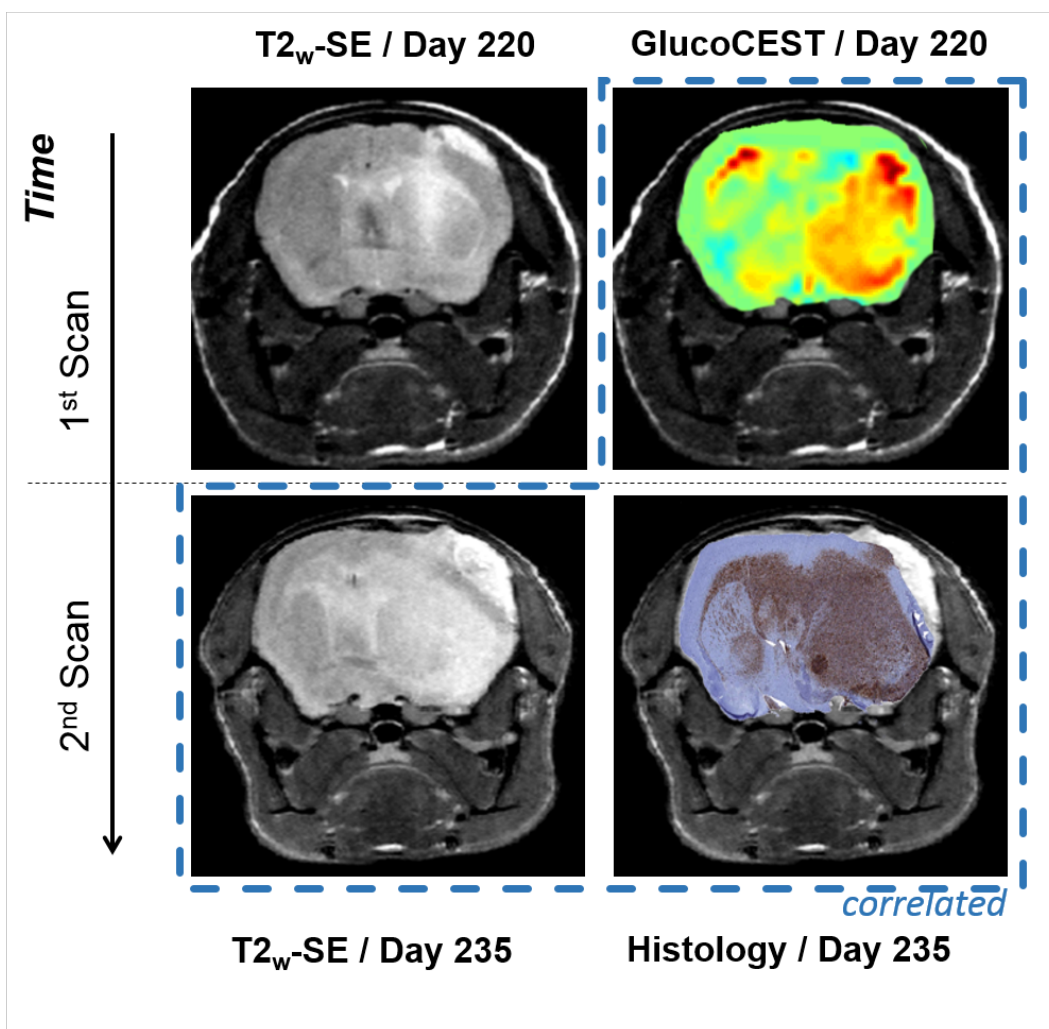 T2w-SE / Day 220
GlucoCEST / Day 220
Time
1st Scan
2nd Scan
correlated
T2w-SE / Day 235
Histology / Day 235